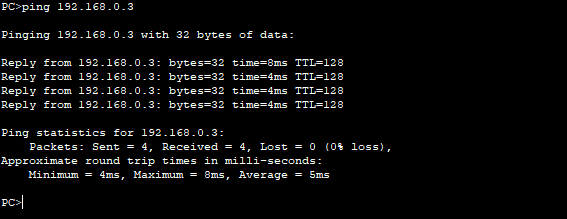 PC>ping 192.168.0.3
Pinging 192.168.0.3 with 32 bytes of data:
Reply from 192.168.0.3: bytes=32 time=8ms TTL=128
Reply from 192.168.0.3: bytes=32 time=4ms TTL=128
Reply from 192.168.0.3: bytes=32 time=4ms TTL=128
Reply from 192.168.0.3: bytes=32 time=4ms TTL=128
Ping statistics for 192.168.0.3:
Packets: Sent = 4, Received = 4, Lost = 0 (0% loss),
Approximate round trip times in milli-seconds:
Minimum = 4ms, Maximum = 8ms, Average = 5ms
PC>